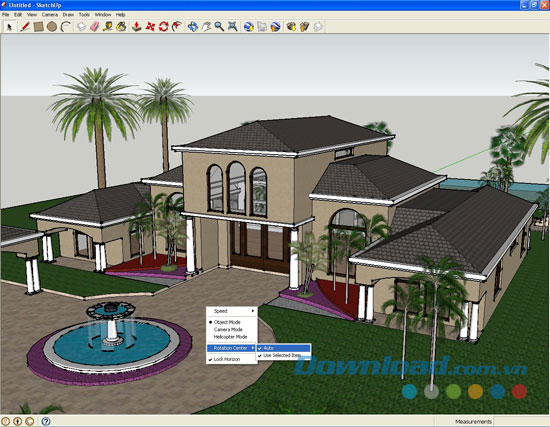 Untitled - SketchUp
File Edit View Camera Draw Tools Window Help
Speed
Object Mode
Camera Mode
Helicopter Mode
Rotation Center
Auto
Use Selected Item
Lock Horizon
Download.com.vn
Measurements